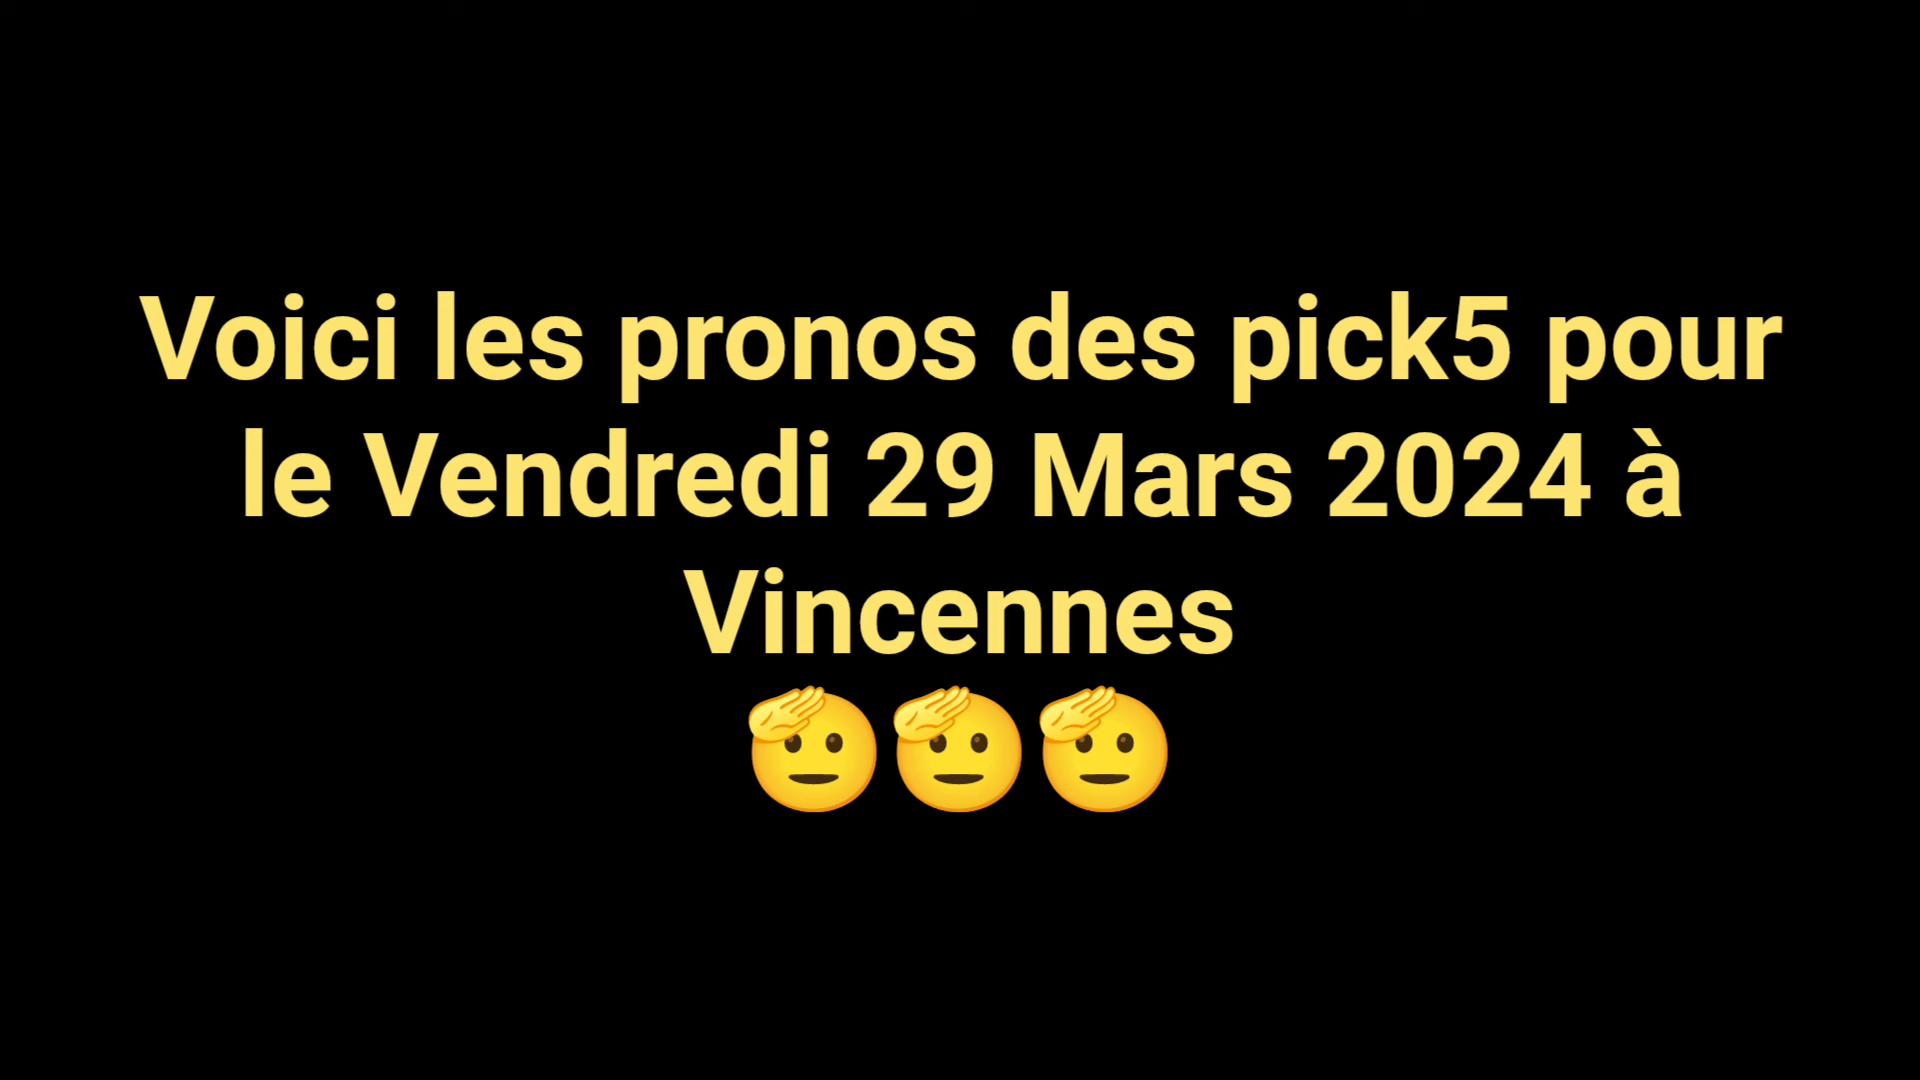 Voici les pronos des pick5 pour
le Vendredi 29 Mars 2024 à
Vincennes
🫡🫡🫡